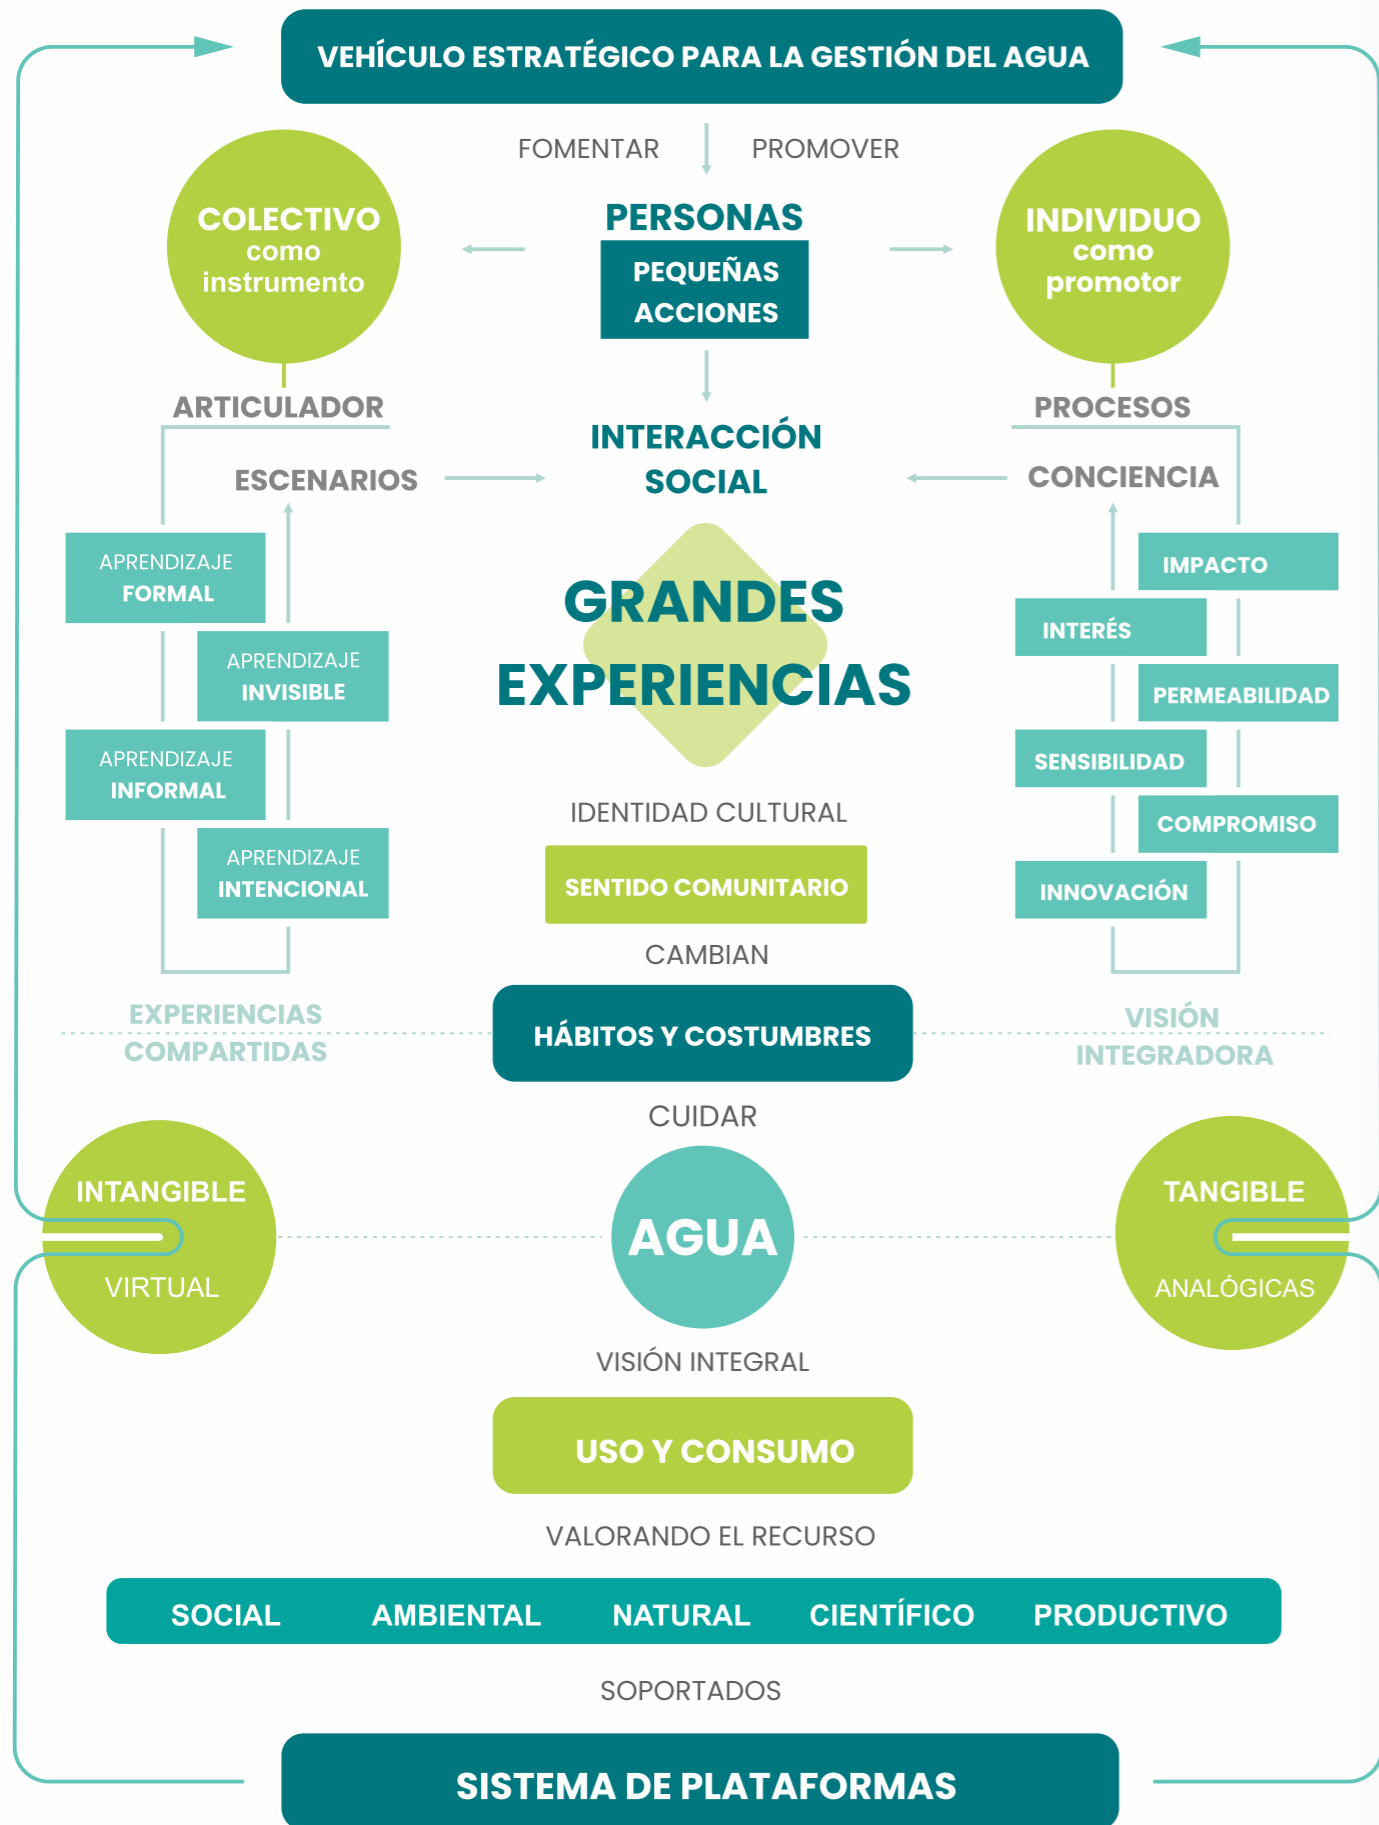 VEHÍCULO ESTRATÉGICO PARA LA GESTIÓN DEL AGUA
FOMENTAR
PROMOVER
COLECTIVO
como
instrumento
PERSONAS
PEQUEÑAS
ACCIONES
INDIVIDUO
como
promotor
ARTICULADOR
ESCENARIOS
INTERACCIÓN
SOCIAL
PROCESOS
CONCIENCIA
APRENDIZAJE
FORMAL
APRENDIZAJE
INVISIBLE
APRENDIZAJE
INFORMAL
APRENDIZAJE
INTENCIONAL
GRANDES
EXPERIENCIAS
IMPACTO
INTERÉS
PERMEABILIDAD
SENSIBILIDAD
COMPROMISO
INNOVACIÓN
IDENTIDAD CULTURAL
SENTIDO COMUNITARIO
CAMBIAN
EXPERIENCIAS
COMPARTIDAS
HÁBITOS Y COSTUMBRES
VISIÓN
INTEGRADORA
CUIDAR
INTANGIBLE
VIRTUAL
AGUA
TANGIBLE
ANALÓGICAS
VISIÓN INTEGRAL
USO Y CONSUMO
VALORANDO EL RECURSO
SOCIAL AMBIENTAL NATURAL CIENTÍFICO PRODUCTIVO
SOPORTADOS
SISTEMA DE PLATAFORMAS